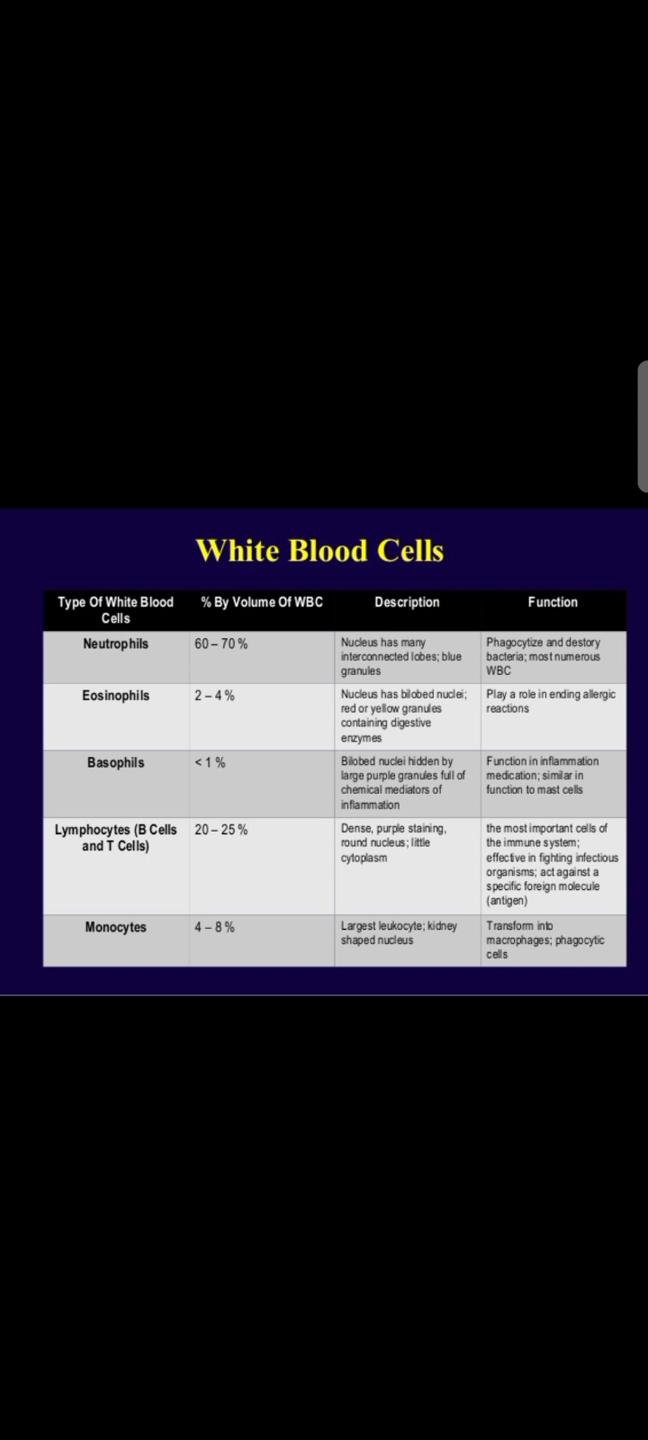 White Blood Cells
Type Of White Blood
Cells
% By Volume Of WBC
Description
Function
Neutrophils
60 – 70 %
Nucleus has many
interconnected lobes; blue
granules
Phagocytize and destory
bacteria; most numerous
WBC
Eosinophils
2 – 4 %
Nucleus has bilobed nuclei;
red or yellow granules
containing digestive
enzymes
Play a role in ending allergic
reactions
Basophils
< 1 %
Bilobed nuclei hidden by
large purple granules full of
chemical mediators of
inflammation
Function in inflammation
medication; similar in
function to mast cells
Lymphocytes (B Cells
and T Cells)
20 – 25 %
Dense, purple staining,
round nucleus; little
cytoplasm
the most important cells of
the immune system;
effective in fighting infectious
organisms; act against a
specific foreign molecule
(antigen)
Monocytes
4 – 8 %
Largest leukocyte; kidney
shaped nucleus
Transform into
macrophages; phagocytic
cells